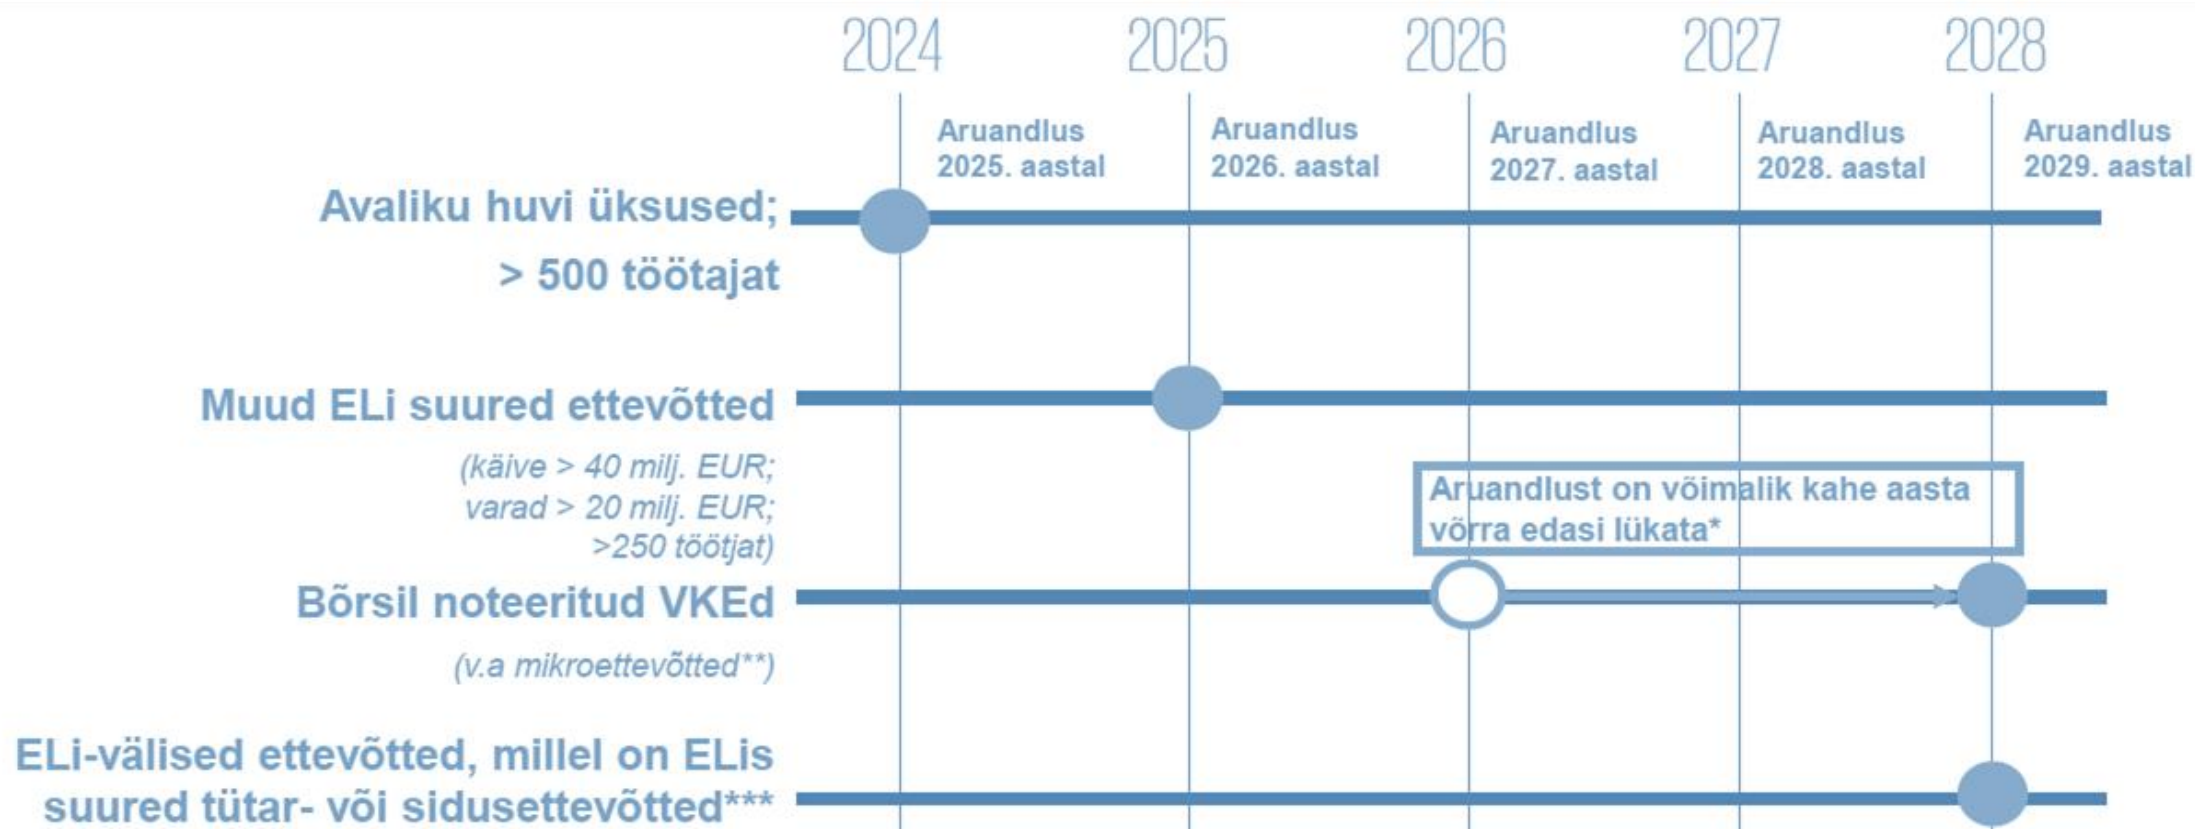 2024
2025
2026
2027
2028
Aruandlus
2025. aastal
Aruandlus
2026. aastal
Aruandlus
2027. aastal
Aruandlus
2028. aastal
Aruandlus
2029. aastal
Avaliku huvi üksused;
> 500 töötajat
Muud ELi suured ettevõtted
(käive > 40 milj. EUR;
varad > 20 milj. EUR;
>250 töötjat)
Aruandlust on võimalik kahe aasta
võrra edasi lükata*
Bõrsil noteeritud VKEd
(v.a mikroettevõtted**)
ELi-välised ettevõtted, millel on ELis
suured tütar- või sidusettevõtted***